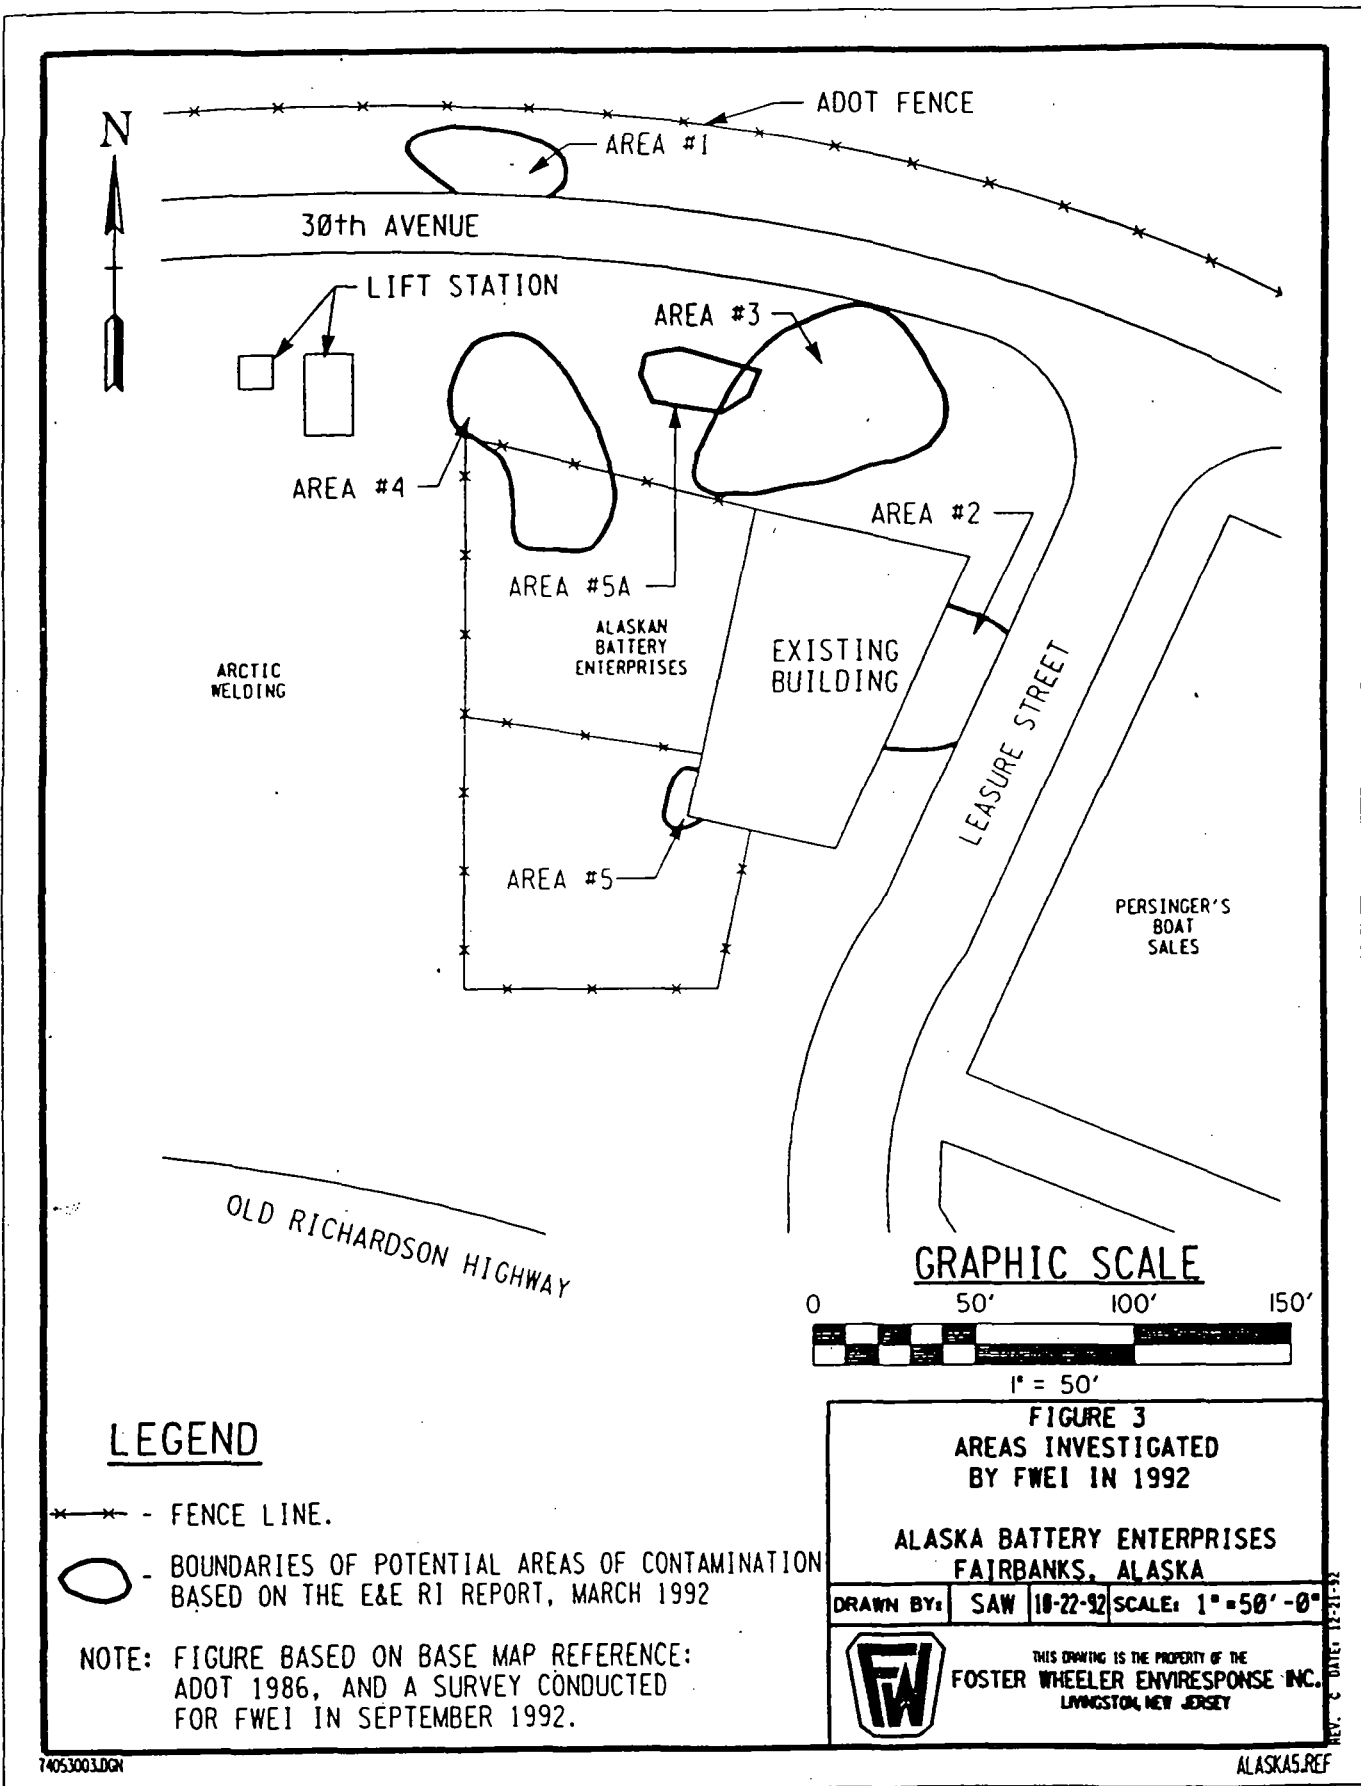 N
ADOT FENCE
AREA #1
30th AVENUE
LIFT STATION
AREA #3
AREA #4
AREA #2
AREA #5A
ALASKAN
BATTERY
ENTERPRISES
EXISTING
BUILDING
ARCTIC
WELDING
LEASURE STREET
AREA #5
PERSINGER'S
BOAT
SALES
OLD RICHARDSON HIGHWAY
GRAPHIC SCALE
0 50' 100' 150'
1" = 50'
LEGEND
- FENCE LINE.
- BOUNDARIES OF POTENTIAL AREAS OF CONTAMINATION
BASED ON THE E&E RI REPORT, MARCH 1992
NOTE: FIGURE BASED ON BASE MAP REFERENCE:
ADOT 1986, AND A SURVEY CONDUCTED
FOR FWEI IN SEPTEMBER 1992.
FIGURE 3
AREAS INVESTIGATED
BY FWEI IN 1992
ALASKA BATTERY ENTERPRISES
FAIRBANKS, ALASKA
DRAWN BY: SAW 10-22-92 SCALE: 1"=50'-0"
FW
THIS DRAWING IS THE PROPERTY OF THE
FOSTER WHEELER ENVIRESPONSE INC.
LIVINGSTON, NEW JERSEY
REV. C DATE: 12-21-92
74053003.DGN
ALASKA5.REF